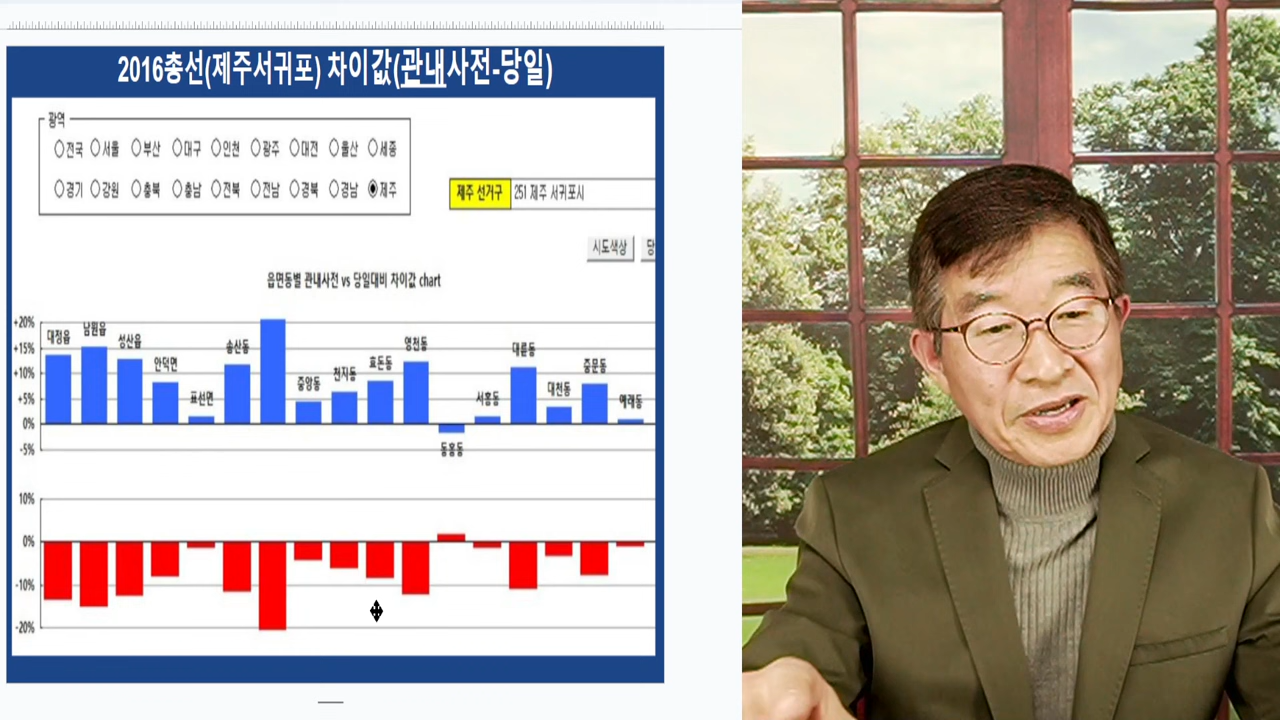 2016총선(제주서귀포) 차이값(관내사전-당일)
광역
전국 서울 부산 대구 인천 광주 대전 울산 세종
경기 강원 충북 충남 전북 전남 경북 경남 제주
제주 선거구 251 제주 서귀포시
시도색상 당
읍면동별 관내사전 vs 당일대비 차이값 chart
+20%
+15%
+10%
+5%
0%
-5%
대정읍 남원읍 성산읍 안덕면 표선면 송산동 중앙동 천지동 효돈동 영천동 동홍동 서홍동 대륜동 대천동 중문동 예래동
10%
0%
-10%
-20%